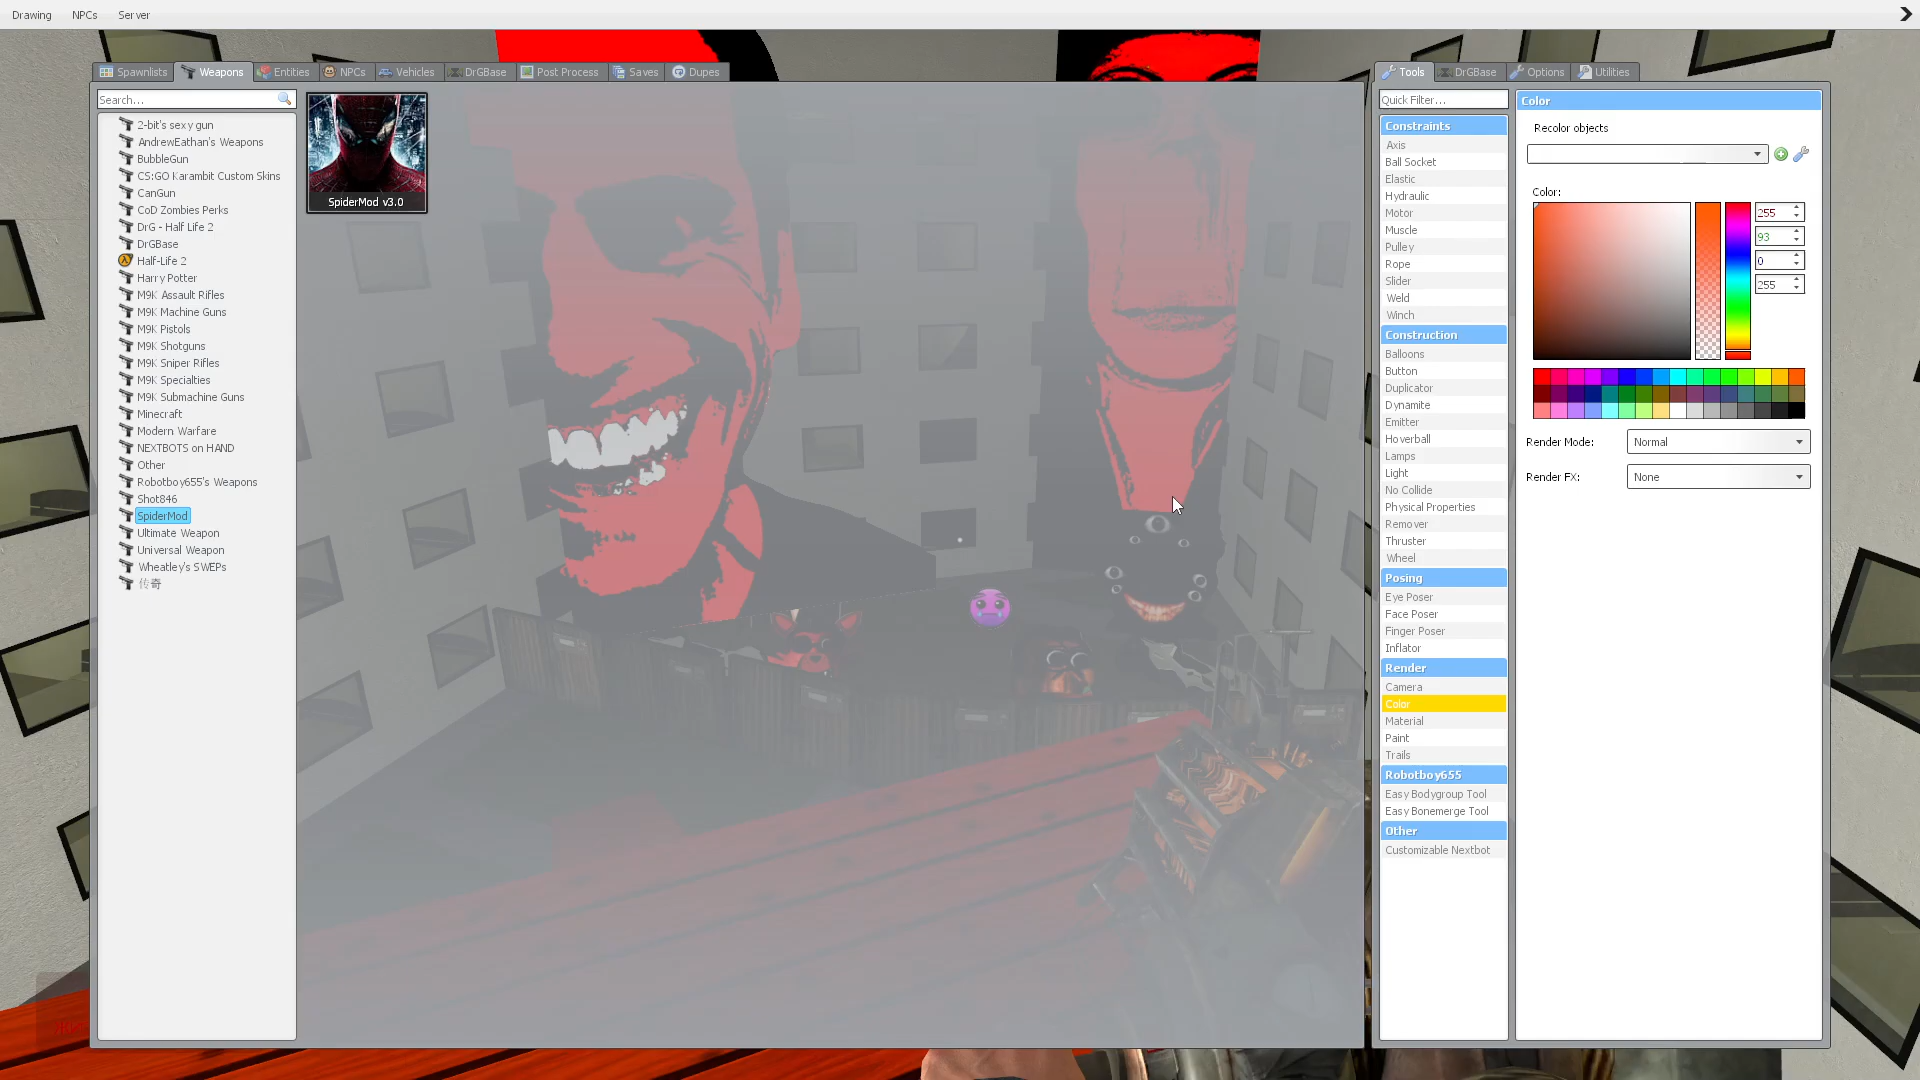 Drawing
NPCs
Server
Spawnlists
Weapons
Entities
NPCs
Vehicles
DrGBase
Post Process
Saves
Dupes
Search...
2-bit's sexy gun
AndrewEathan's Weapons
BubbleGun
CS:GO Karambit Custom Skins
CanGun
CoD Zombies Perks
DrG - Half Life 2
DrGBase
Half-Life 2
Harry Potter
M9K Assault Rifles
M9K Machine Guns
M9K Pistols
M9K Shotguns
M9K Sniper Rifles
M9K Specialties
M9K Submachine Guns
Minecraft
Modern Warfare
NEXTBOTS on HAND
Other
Robotboy655's Weapons
Shot846
SpiderMod
Ultimate Weapon
Universal Weapon
Wheatley's SWEPs
传奇
SpiderMod v3.0
Tools
DrGBase
Options
Utilities
Quick Filter...
Constraints
Axis
Ball Socket
Elastic
Hydraulic
Motor
Muscle
Pulley
Rope
Slider
Weld
Winch
Construction
Balloons
Button
Duplicator
Dynamite
Emitter
Hoverball
Lamps
Light
No Collide
Physical Properties
Remover
Thruster
Wheel
Posing
Eye Poser
Face Poser
Finger Poser
Inflator
Render
Camera
Color
Material
Paint
Trails
Robotboy655
Easy Bodygroup Tool
Easy Bonemerge Tool
Other
Customizable Nextbot
Color
Recolor objects
Color:
255
93
0
255
Render Mode:
Normal
Render FX:
None